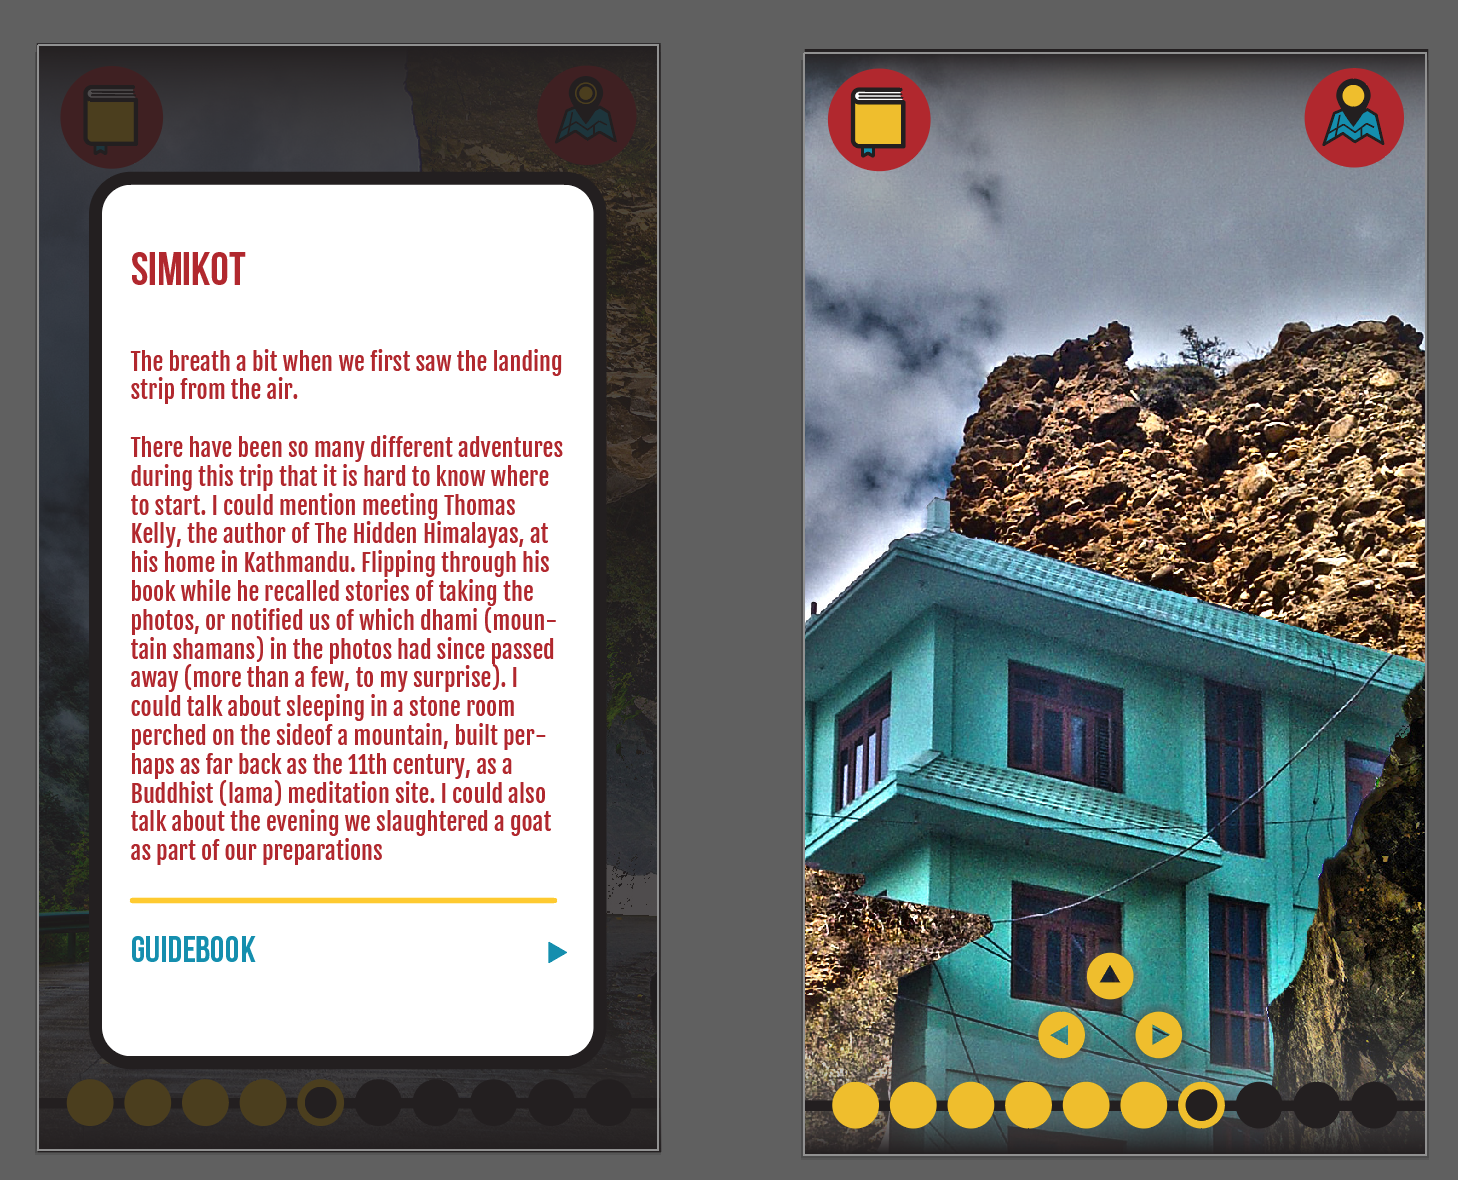 SIMIKOT
The breath a bit when we first saw the landing
strip from the air.
There have been so many different adventures
during this trip that it is hard to know where
to start. I could mention meeting Thomas
Kelly, the author of The Hidden Himalayas, at
his home in Kathmandu. Flipping through his
book while he recalled stories of taking the
photos, or notified us of which dhami (moun-
tain shamans) in the photos had since passed
away (more than a few, to my surprise). I
could talk about sleeping in a stone room
perched on the sideof a mountain, built per-
haps as far back as the 11th century, as a
Buddhist (lama) meditation site. I could also
talk about the evening we slaughtered a goat
as part of our preparations
GUIDEBOOK